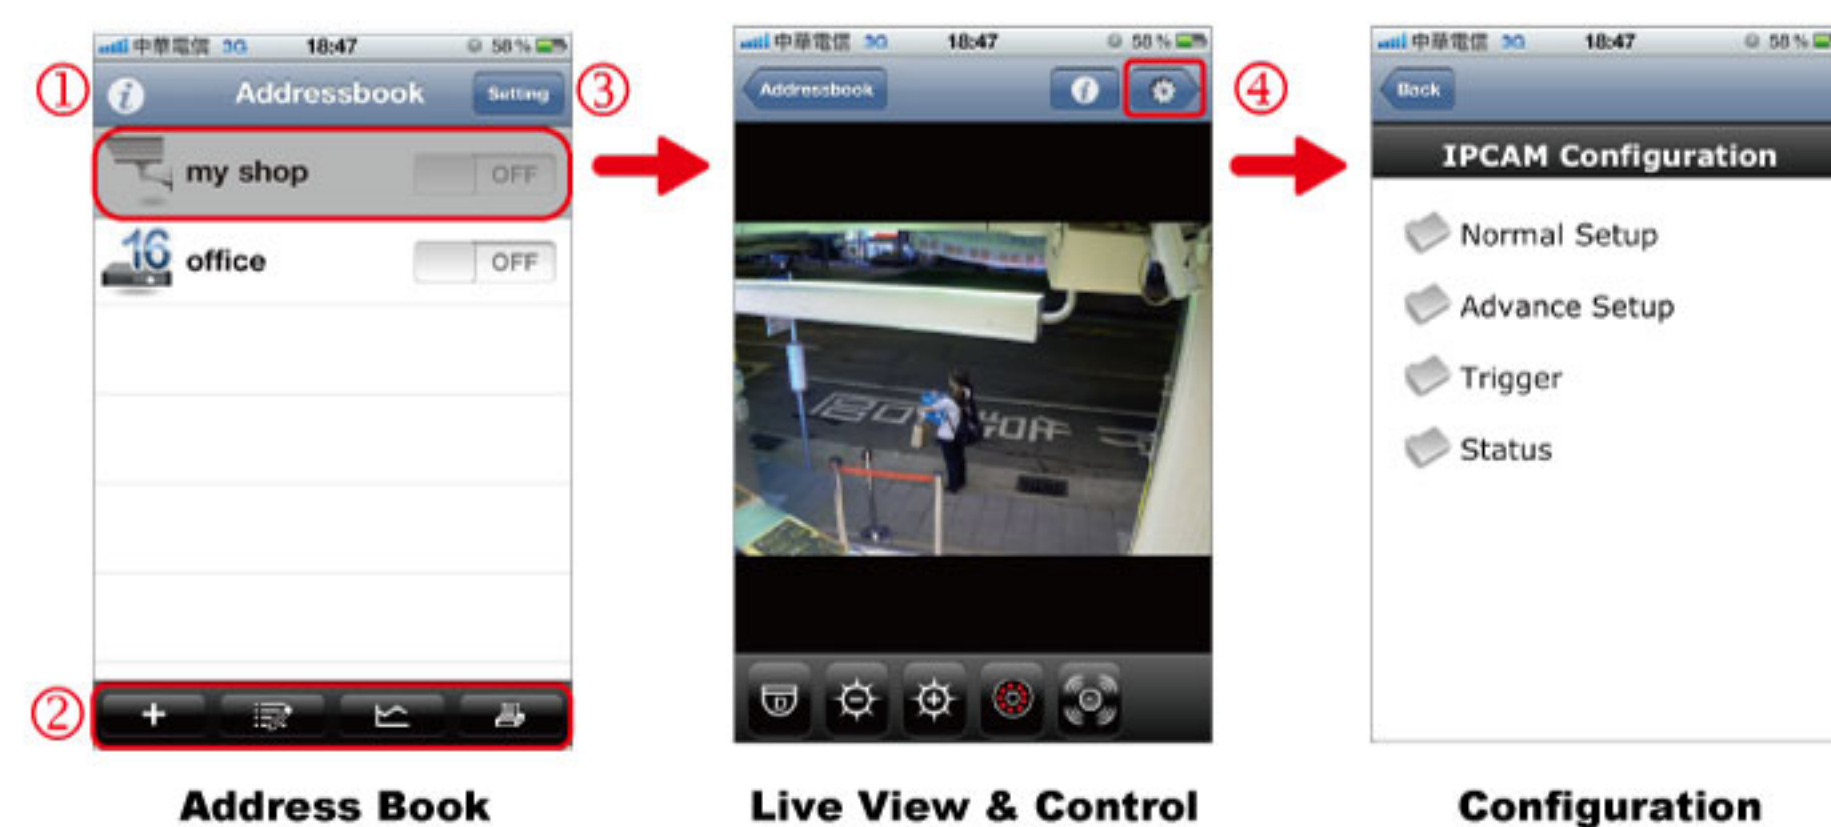 中華電信 3G 18:47 58%
① Addressbook Setting ③
my shop OFF
16 office OFF
②
Address Book
中華電信 3G 18:47 58%
Addressbook ④
D
Live View & Control
中華電信 3G 18:47 58%
Back
IPCAM Configuration
Normal Setup
Advance Setup
Trigger
Status
Configuration